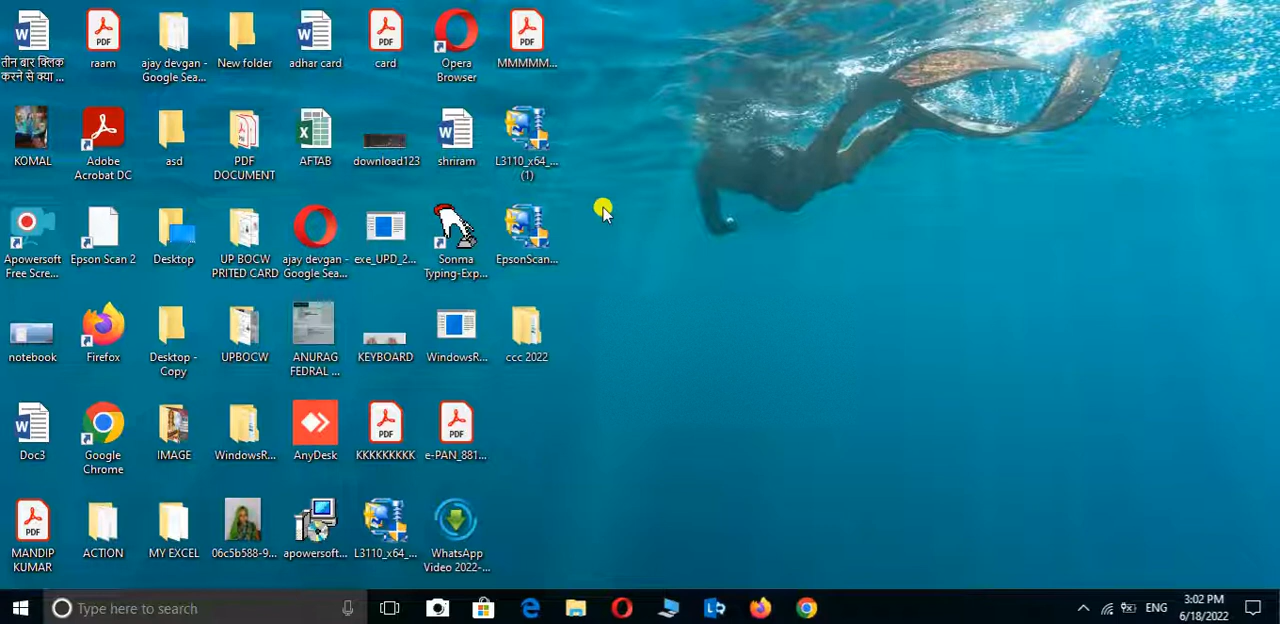 तीन बार क्लिक
करने से क्या ...
raam
ajay devgan -
Google Sea...
New folder
adhar card
card
Opera
Browser
MMMMM...
KOMAL
Adobe
Acrobat DC
asd
PDF
DOCUMENT
AFTAB
download123
shriram
L3110_x64_...
(1)
Apowersoft
Free Scre...
Epson Scan 2
Desktop
UP BOCW
PRITED CARD
ajay devgan -
Google Sea...
exe_UPD_2...
Sonma
Typing-Exp...
EpsonScan...
notebook
Firefox
Desktop -
Copy
UPBOCW
ANURAG
FEDRAL ...
KEYBOARD
WindowsR...
ccc 2022
Doc3
Google
Chrome
IMAGE
WindowsR...
AnyDesk
KKKKKKKKK
e-PAN_881...
MANDIP
KUMAR
ACTION
MY EXCEL
06c5b588-9...
apowersoft...
L3110_x64_...
WhatsApp
Video 2022-...
Type here to search
ENG
3:02 PM
6/18/2022